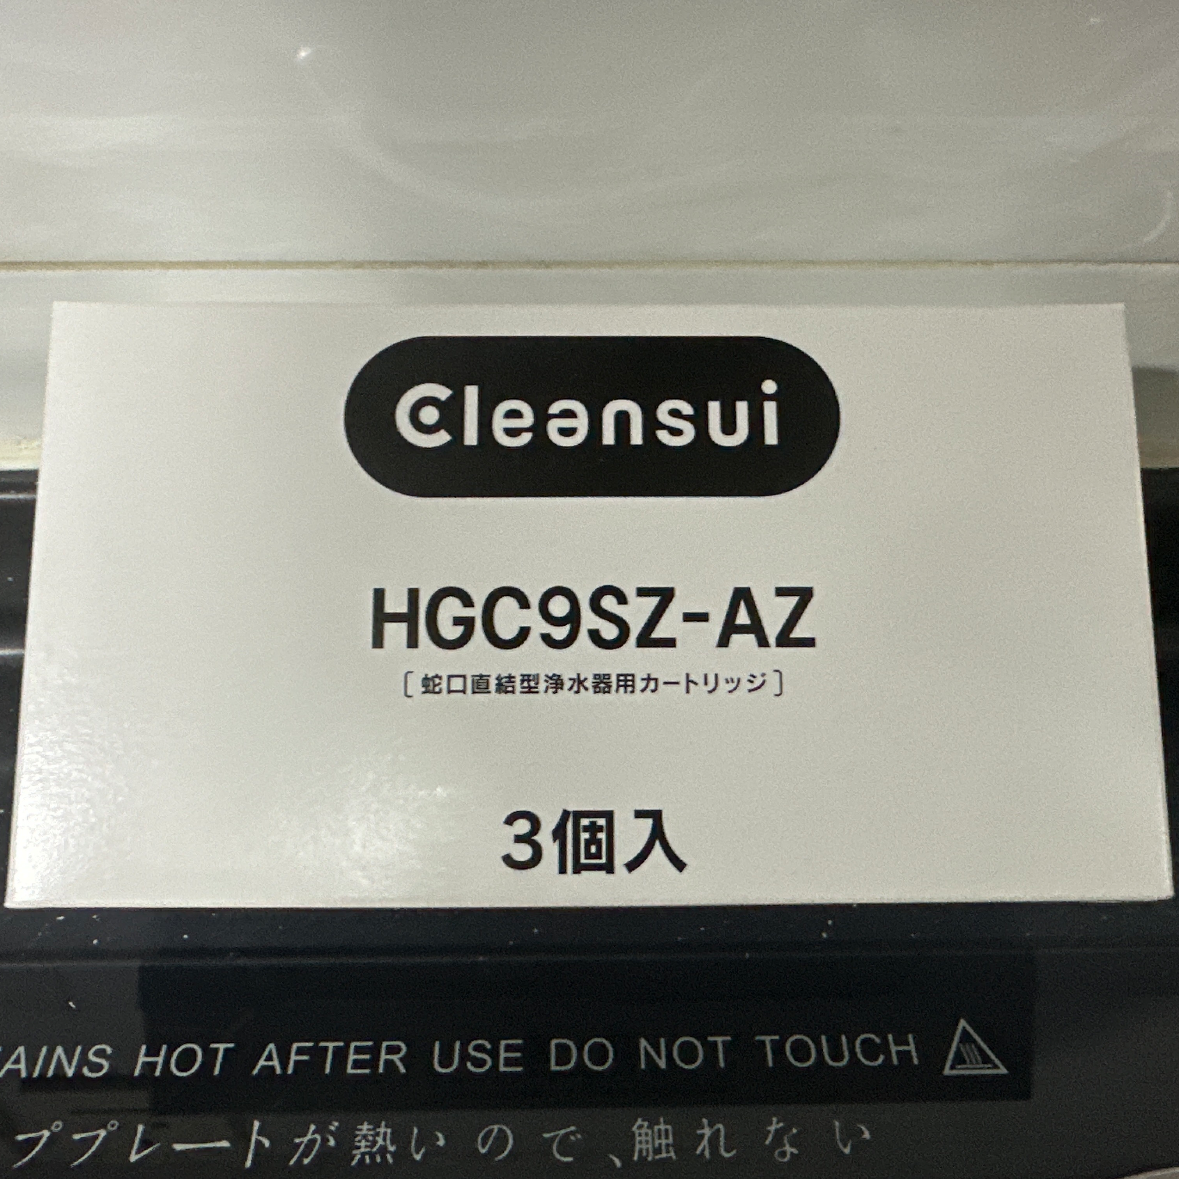 Cleansui
HGC9SZ-AZ
[蛇口直結型浄水器用カートリッジ]
3個入
AINS HOT AFTER USE DO NOT TOUCH
ププレートが熱いので、触れない